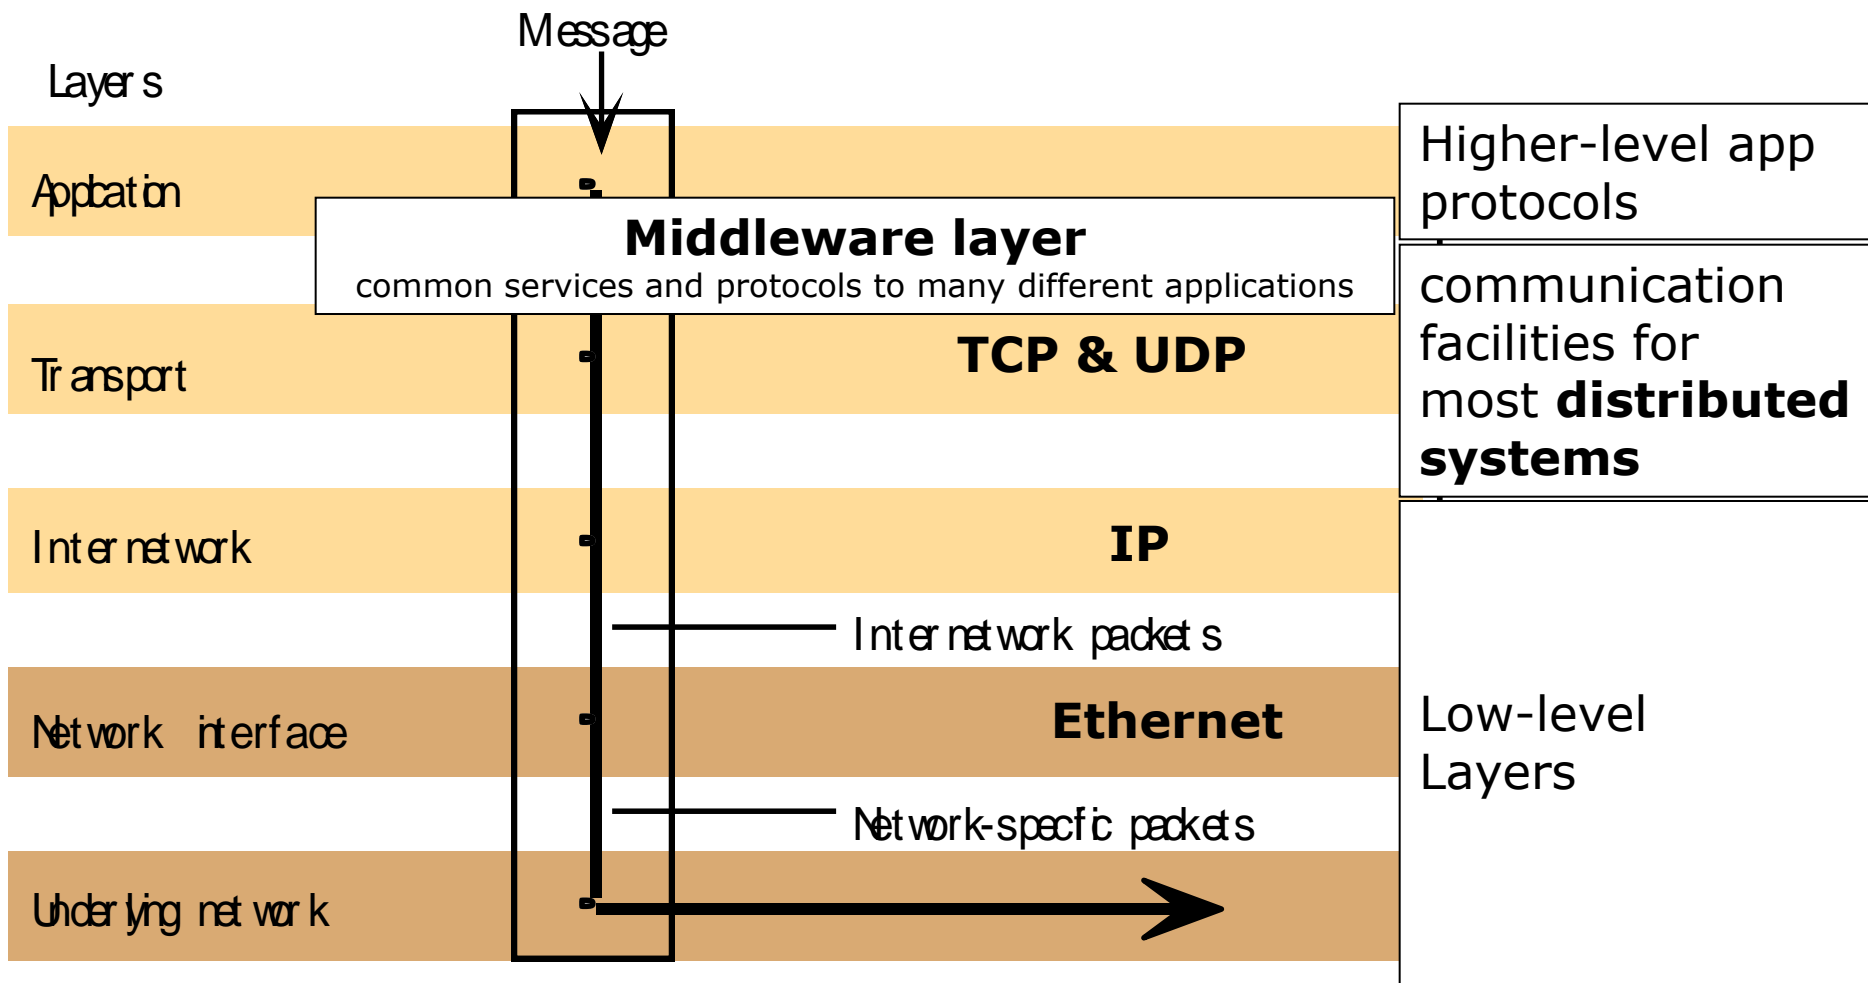 Message
Layers
Application
Higher-level app
protocols
Middleware layer
common services and protocols to many different applications
communication
facilities for
most distributed
systems
Transport
TCP & UDP
Internetwork
IP
Internetwork packets
Network interface
Ethernet
Low-level
Layers
Network-specific packets
Underlying network